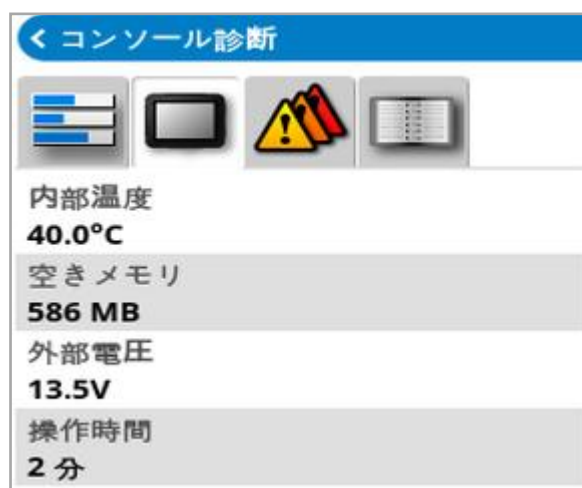 コンソール診断
内部温度
40.0°C
空きメモリ
586 MB
外部電圧
13.5V
操作時間
2 分